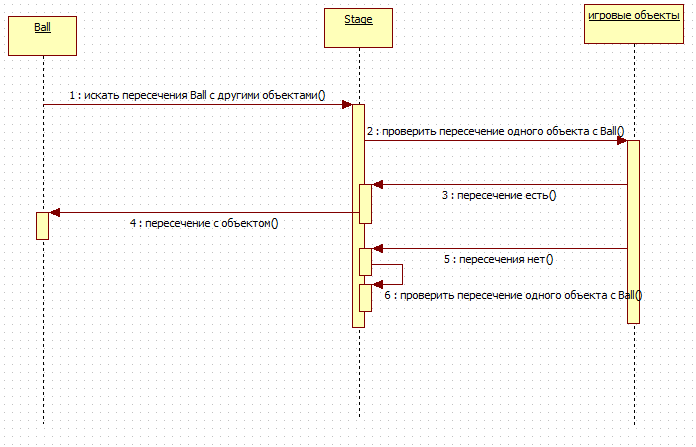 Ball
Stage
игровые объекты
1 : искать пересечения Ball с другими объектами()
2 : проверить пересечение одного объекта с Ball()
3 : пересечение есть()
4 : пересечение с объектом()
5 : пересечения нет()
6 : проверить пересечение одного объекта с Ball()